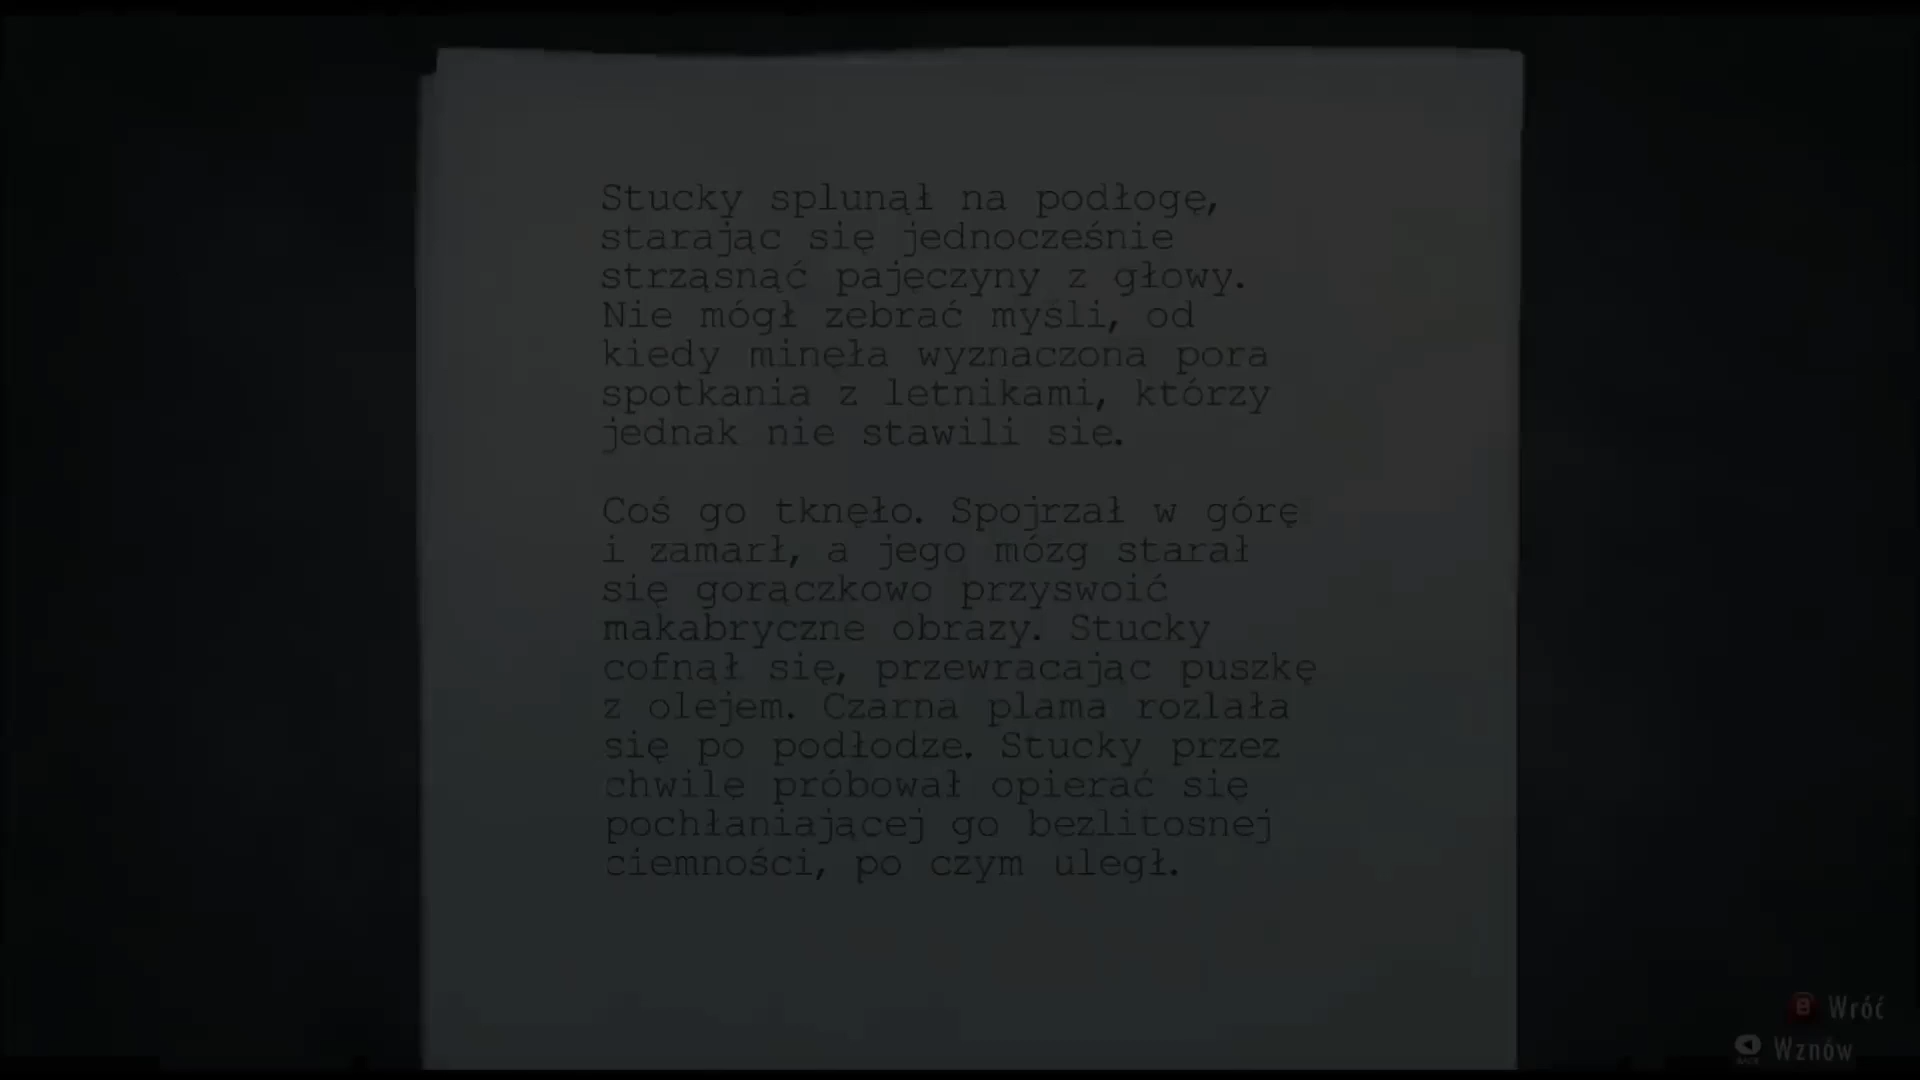 Stucky splunął na podłogę,
starając się jednocześnie
strząsnąć pajęczyny z głowy.
Nie mógł zebrać myśli, od
kiedy minęła wyznaczona pora
spotkania z letnikami, którzy
jednak nie stawili się.
Coś go tknęło. Spojrzał w górę
i zamarł, a jego mózg starał
się gorączkowo przyswoić
makabryczne obrazy. Stucky
cofnął się, przewracając puszkę
z olejem. Czarna plama rozlała
się po podłodze. Stucky przez
chwilę próbował opierać się
pochłaniającej go bezlitosnej
ciemności, po czym uległ.
B Wróć
BACK Wznów